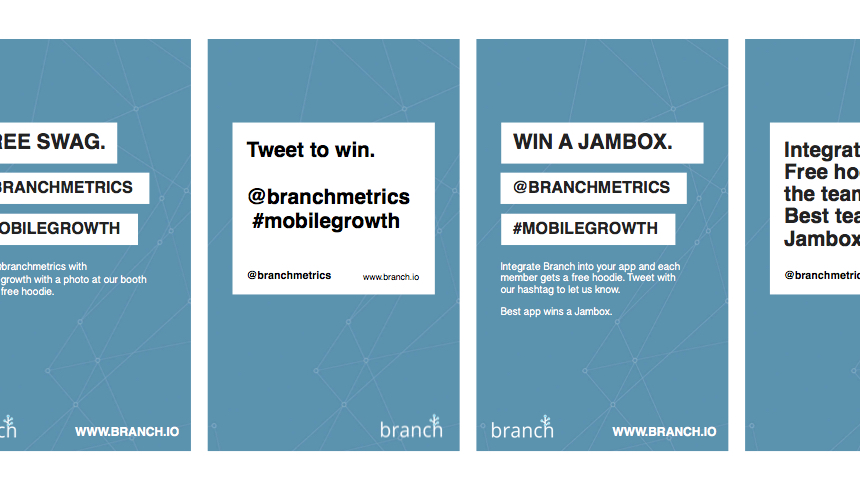 REE SWAG.
BRANCHMETRICS
OBILEGROWTH
branchmetrics with
growth with a photo at our booth
free hoodie.
WWW.BRANCH.IO
Tweet to win.
@branchmetrics
#mobilegrowth
@branchmetrics www.branch.io
branch
WIN A JAMBOX.
@BRANCHMETRICS
#MOBILEGROWTH
Integrate Branch into your app and each
member gets a free hoodie. Tweet with
our hashtag to let us know.
Best app wins a Jambox.
branch WWW.BRANCH.IO
Integrat
Free ho
the team
Best tea
Jambox
@branchmetric